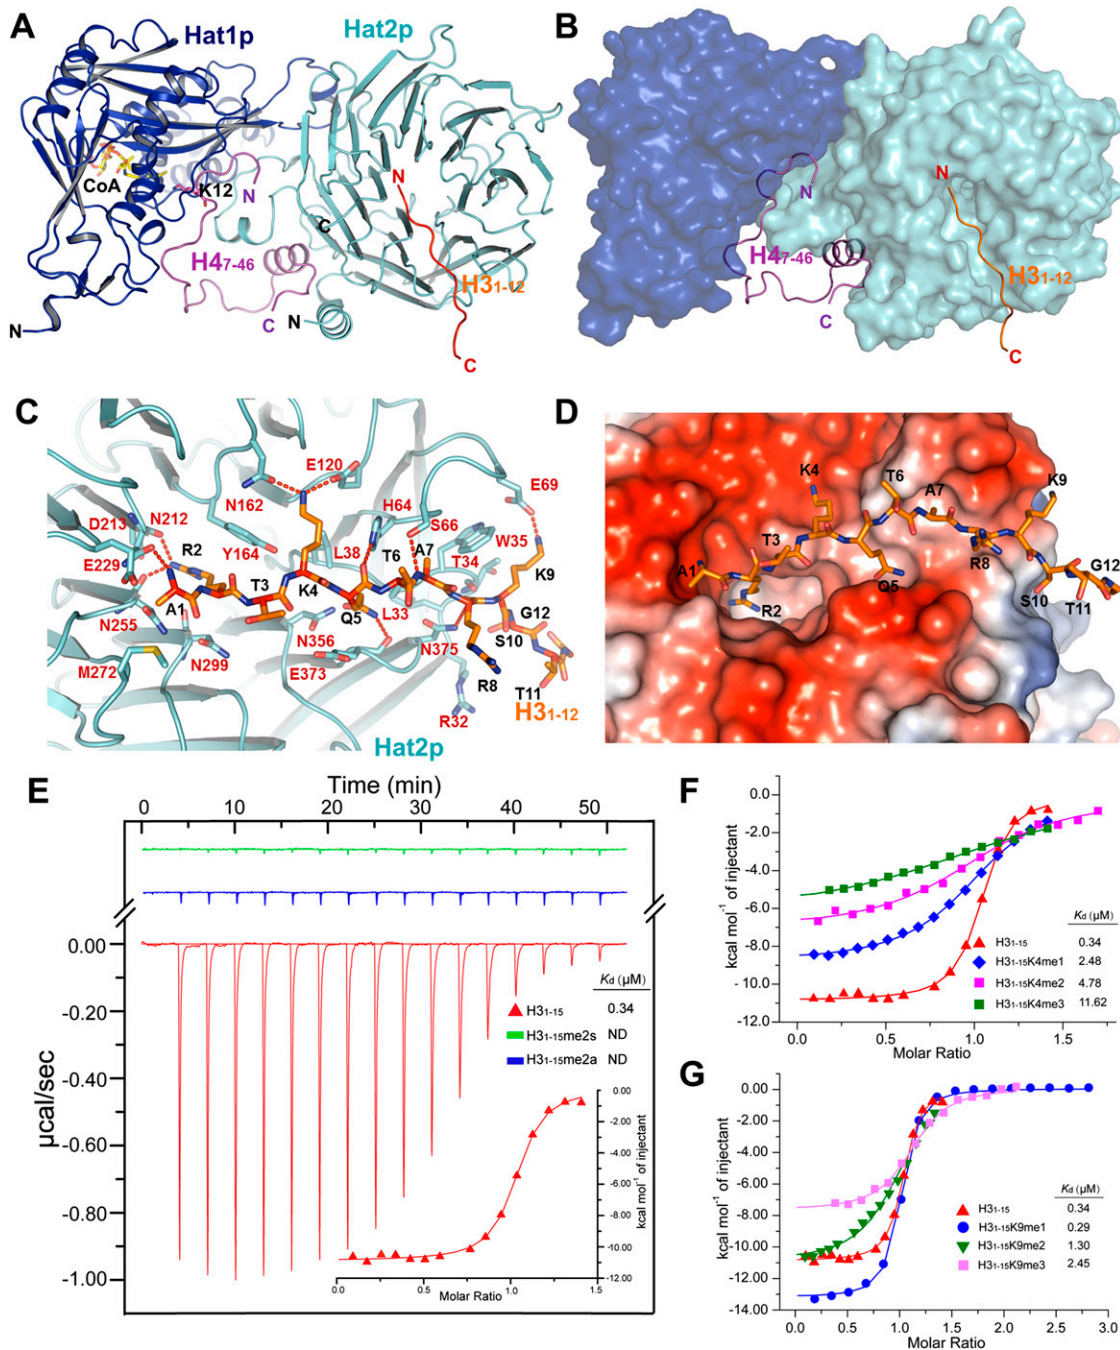 A
Hat1p
Hat2p
CoA
K12
N
N
C
H47-46
H31-12
C
N
N
C
B
N
H47-46
N
H31-12
C
C
C
E120
E69
N162
H64
S66
D213
N212
W35
R2
Y164
L38
T6
A7
T34
E229
K9
T3
K4
A1
L33
G12
N255
Q5
S10
N356
N375
M272
N299
E373
R8
T11
R32
H31-12
Hat2p
D
K4
T6
K9
A7
T3
A1
R8
G12
R2
Q5
S10
T11
E
Time (min)
0 10 20 30 40 50
0.00
-0.20
-0.40
-0.60
-0.80
-1.00
µcal/sec
Kd (µM)
H31-15 0.34
H31-15me2s ND
H31-15me2a ND
0.00
-2.00
-4.00
-6.00
-8.00
-10.00
-12.00
kcal mol-1 of injectant
0.0 0.5 1.0 1.5
Molar Ratio
F
0.0
-2.0
-4.0
-6.0
-8.0
-10.0
-12.0
kcal mol-1 of injectant
Kd (µM)
H31-15 0.34
H31-15K4me1 2.48
H31-15K4me2 4.78
H31-15K4me3 11.62
0.00 0.50 1.00 1.50
Molar Ratio
G
0.00
-2.00
-4.00
-6.00
-8.00
-10.00
-12.00
-14.00
kcal mol-1 of injectant
Kd (µM)
H31-15 0.34
H31-15K9me1 0.29
H31-15K9me2 1.30
H31-15K9me3 2.45
0.0 0.5 1.0 1.5 2.0 2.5 3.0
Molar Ratio